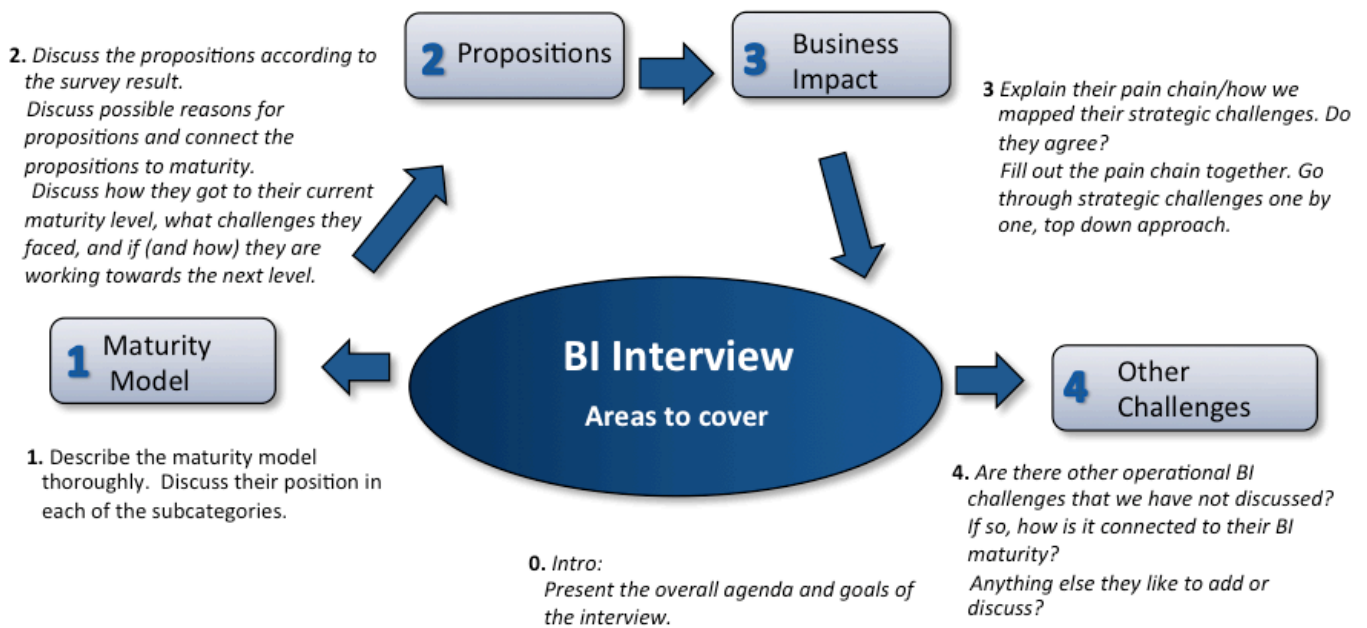 2. Discuss the propositions according to
the survey result.
Discuss possible reasons for
propositions and connect the
propositions to maturity.
Discuss how they got to their current
maturity level, what challenges they
faced, and if (and how) they are
working towards the next level.
2 Propositions
3 Business
Impact
3 Explain their pain chain/how we
mapped their strategic challenges. Do
they agree?
Fill out the pain chain together. Go
through strategic challenges one by
one, top down approach.
1 Maturity
Model
BI Interview
Areas to cover
4 Other
Challenges
1. Describe the maturity model
thoroughly. Discuss their position in
each of the subcategories.
0. Intro:
Present the overall agenda and goals of
the interview.
4. Are there other operational BI
challenges that we have not discussed?
If so, how is it connected to their BI
maturity?
Anything else they like to add or
discuss?